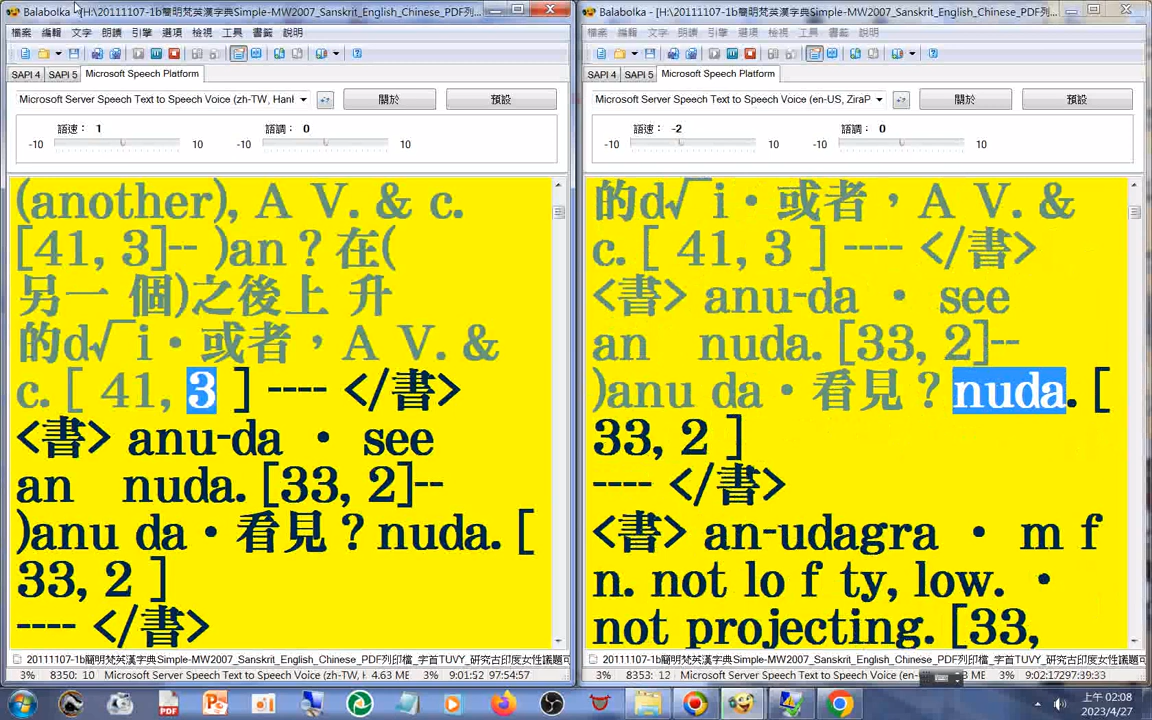 Balabolka - [H:\20111107-1b簡明梵英漢字典Simple-MW2007_Sanskrit_English_Chinese_PDF列...
檔案 編輯 文字 朗讀 引擎 選項 檢視 工具 書籤 說明
SAPI 4 SAPI 5 Microsoft Speech Platform
Microsoft Server Speech Text to Speech Voice (zh-TW, Hanl
關於 預設
語速： 1 語調： 0
-10 10 -10 10
(another), A V. & c.
[41, 3]-- )an？在(
另一 個)之後上 升
的d√ i‧或者，A V. &
c. [ 41, 3 ] ---- </書>
<書> anu-da ‧ see
an nuda. [33, 2]--
)anu da‧看見？nuda. [
33, 2 ]
---- </書>
20111107-1b簡明梵英漢字典Simple-MW2007_Sanskrit_English_Chinese_PDF列印檔_字首TUVY_研究古印度女性議題可
3% 8350: 10 Microsoft Server Speech Text to Speech Voice (zh-TW, H 4.63 ME 3% 9:01:52 97:54:57
Balabolka - [H:\20111107-1b簡明梵英漢字典Simple-MW2007_Sanskrit_English_Chinese_PDF列印...
檔案 編輯 文字 朗讀 引擎 選項 檢視 工具 書籤 說明
SAPI 4 SAPI 5 Microsoft Speech Platform
Microsoft Server Speech Text to Speech Voice (en-US, ZiraP
關於 預設
語速： -2 語調： 0
-10 10 -10 10
的d√ i‧或者，A V. &
c. [ 41, 3 ] ---- </書>
<書> anu-da ‧ see
an nuda. [33, 2]--
)anu da‧看見？nuda. [
33, 2 ]
---- </書>
<書> an-udagra ‧ m f
n. not lo f ty, low. ‧
not projecting. [33,
20111107-1b簡明梵英漢字典Simple-MW2007_Sanskrit_English_Chinese_PDF列印檔_字首TUVY_研究古印度女性議題可
3% 8353: 12 Microsoft Server Speech Text to Speech Voice 3% 9:02:17 297:39:33
上午 02:08
2023/4/27